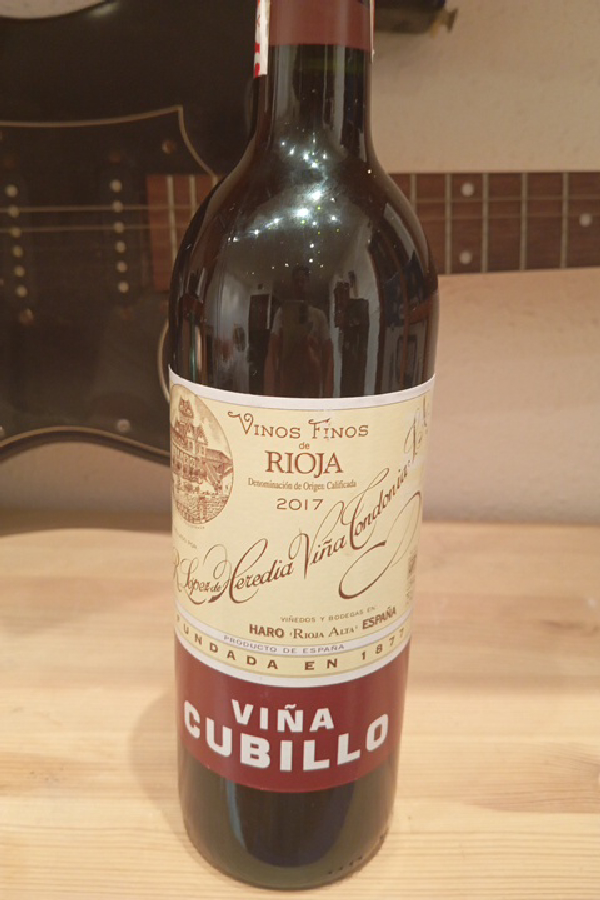 VINOS FINOS
de
RIOJA
Denominación de Origen Calificada
2017
R. López de Heredia Viña Tondonia
VIÑEDOS Y BODEGAS EN
HARO (RIOJA ALTA) ESPAÑA
PRODUCTO DE ESPAÑA
FUNDADA EN 1877
VIÑA
CUBILLO